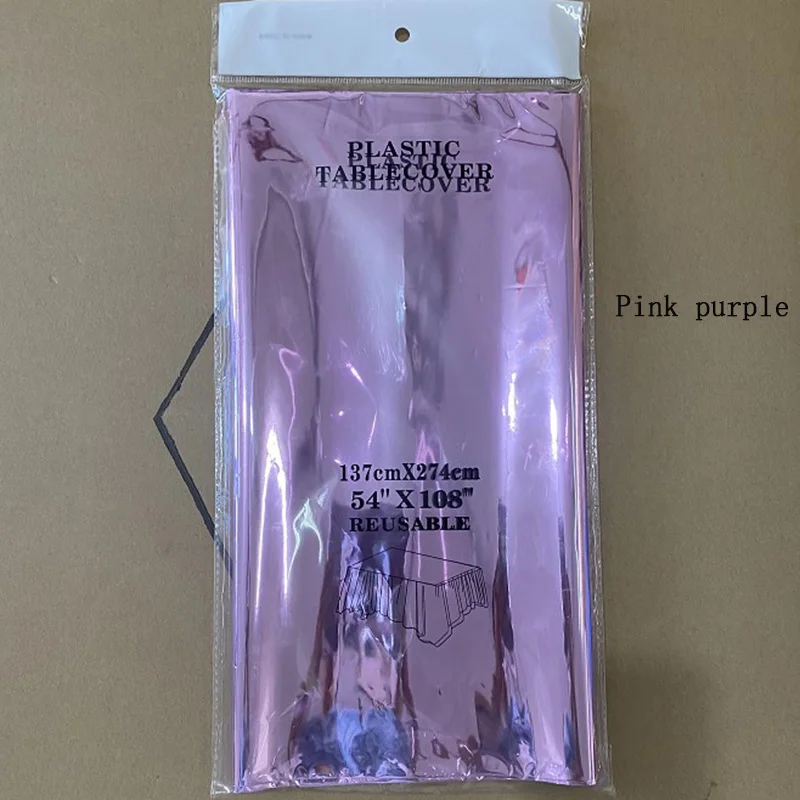 PLASTIC
TABLECOVER
Pink purple
137cmX274cm
54" X 108"
REUSABLE